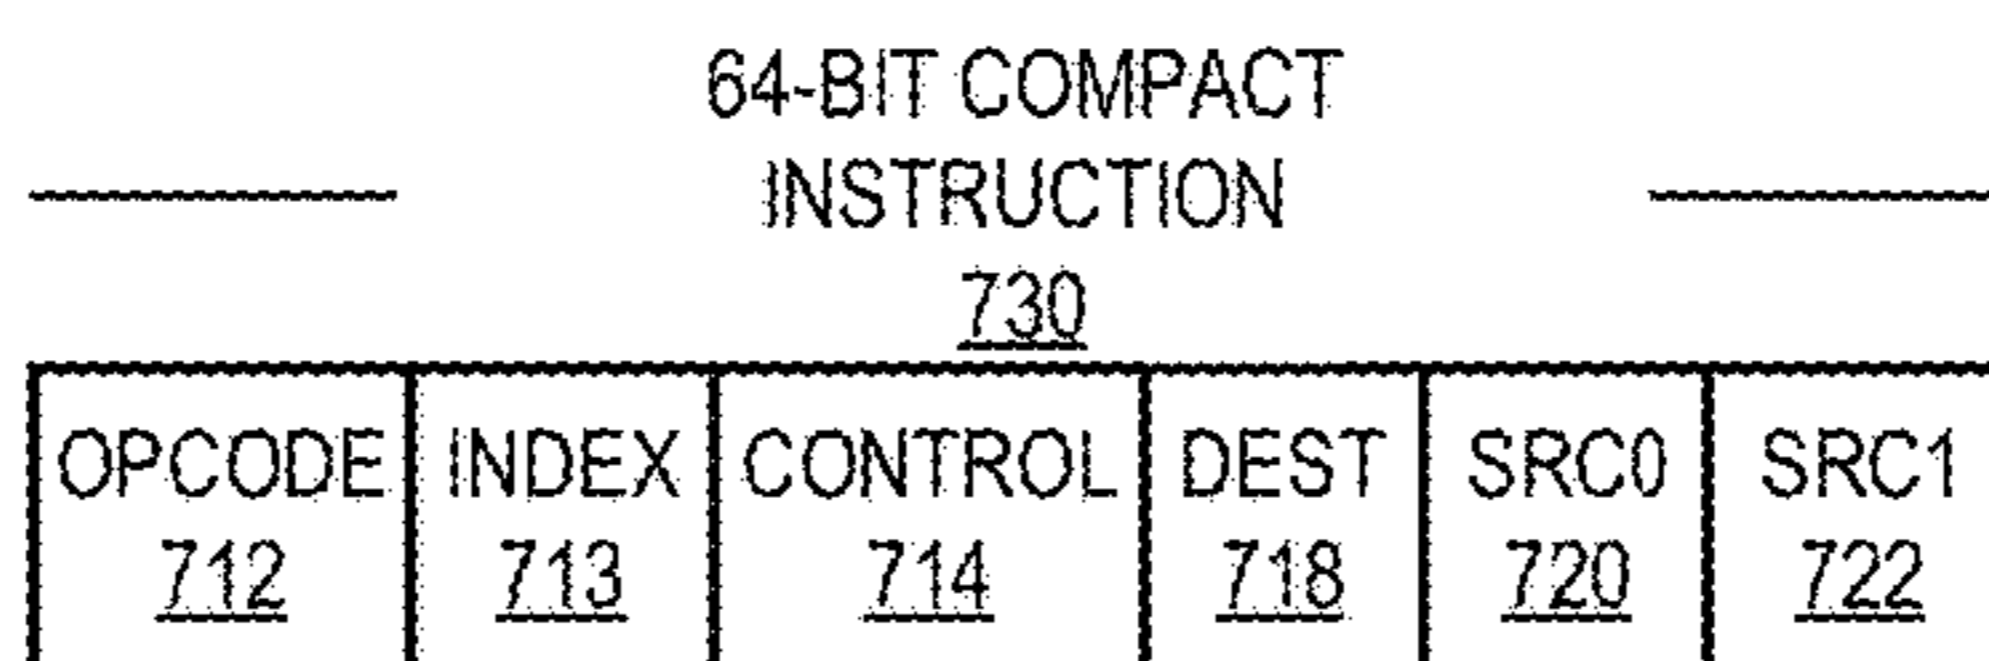 64-BIT COMPACT
INSTRUCTION
730
OPCODE INDEX CONTROL DEST SRC0 SRC1
712 713 714 718 720 722